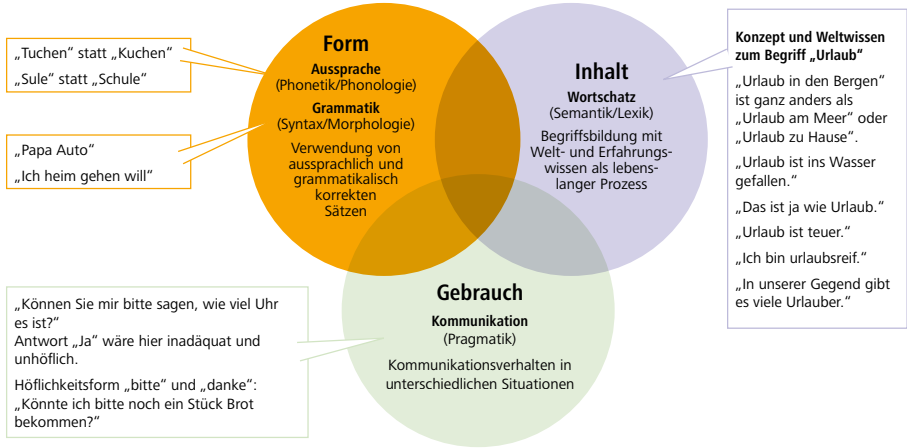 „Tuchen“ statt „Kuchen“
„Sule“ statt „Schule“
„Papa Auto“
„Ich heim gehen will“
Form
Aussprache
(Phonetik/Phonologie)
Grammatik
(Syntax/Morphologie)
Verwendung von
aussprachlich und
grammatikalisch
korrekten
Sätzen
Inhalt
Wortschatz
(Semantik/Lexik)
Begriffsbildung mit
Welt- und Erfahrungs-
wissen als lebens-
langer Prozess
Konzept und Weltwissen
zum Begriff „Urlaub“
„Urlaub in den Bergen“
ist ganz anders als
„Urlaub am Meer“ oder
“Urlaub zu Hause“.
„Urlaub ist ins Wasser
gefallen.“
„Das ist ja wie Urlaub.“
„Urlaub ist teuer.“
„Ich bin urlaubsreif.“
„In unserer Gegend gibt
es viele Urlauber.“
Gebrauch
Kommunikation
(Pragmatik)
Kommunikationsverhalten in
unterschiedlichen Situationen
„Können Sie mir bitte sagen, wie viel Uhr
es ist?“
Antwort „Ja“ wäre hier inadäquat und
unhöflich.
Höflichkeitsform „bitte“ und „danke“:
„Könnte ich bitte noch ein Stück Brot
bekommen?“